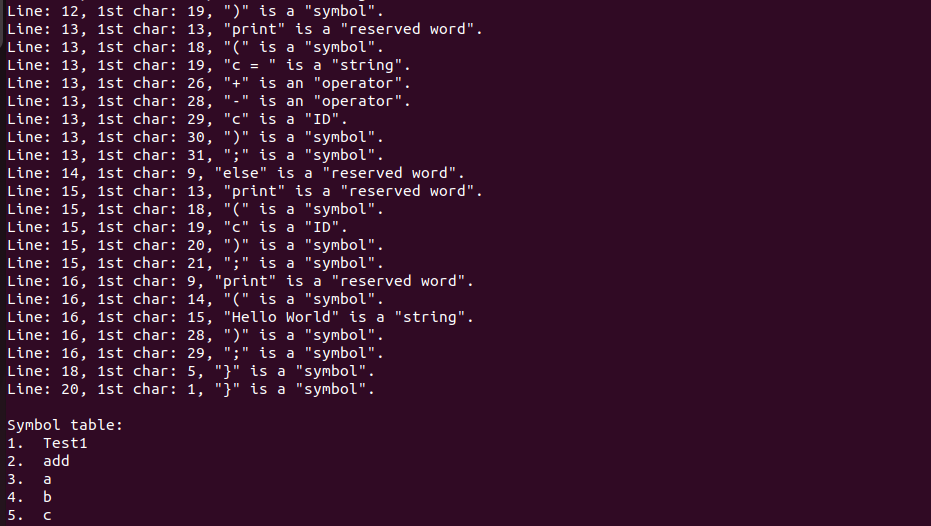 Line: 12, 1st char: 19, ")" is a "symbol".
Line: 13, 1st char: 13, "print" is a "reserved word".
Line: 13, 1st char: 18, "(" is a "symbol".
Line: 13, 1st char: 19, "c = " is a "string".
Line: 13, 1st char: 26, "+" is an "operator".
Line: 13, 1st char: 28, "-" is an "operator".
Line: 13, 1st char: 29, "c" is a "ID".
Line: 13, 1st char: 30, ")" is a "symbol".
Line: 13, 1st char: 31, ";" is a "symbol".
Line: 14, 1st char: 9, "else" is a "reserved word".
Line: 15, 1st char: 13, "print" is a "reserved word".
Line: 15, 1st char: 18, "(" is a "symbol".
Line: 15, 1st char: 19, "c" is a "ID".
Line: 15, 1st char: 20, ")" is a "symbol".
Line: 15, 1st char: 21, ";" is a "symbol".
Line: 16, 1st char: 9, "print" is a "reserved word".
Line: 16, 1st char: 14, "(" is a "symbol".
Line: 16, 1st char: 15, "Hello World" is a "string".
Line: 16, 1st char: 28, ")" is a "symbol".
Line: 16, 1st char: 29, ";" is a "symbol".
Line: 18, 1st char: 5, "}" is a "symbol".
Line: 20, 1st char: 1, "}" is a "symbol".
Symbol table:
1. Test1
2. add
3. a
4. b
5. c